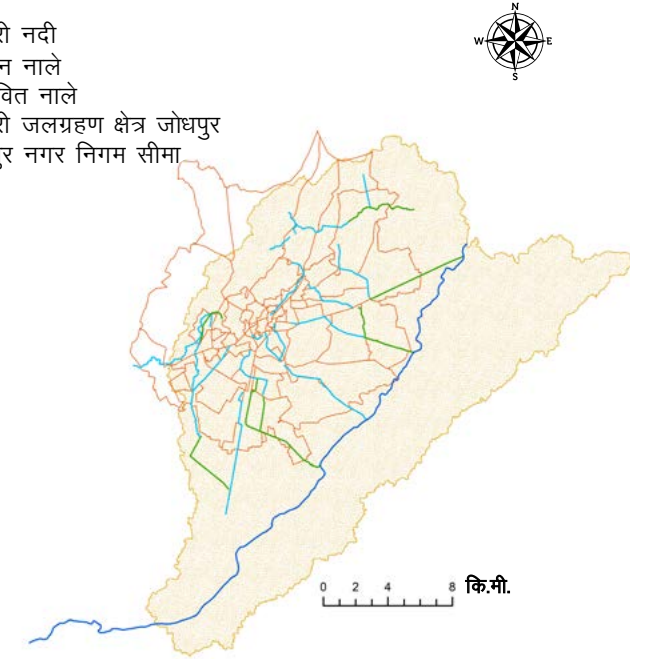 री नदी
न नाले
वित नाले
री जलग्रहण क्षेत्र जोधपुर
पुर नगर निगम सीमा
N
W E
S
0 2 4 8 कि.मी.